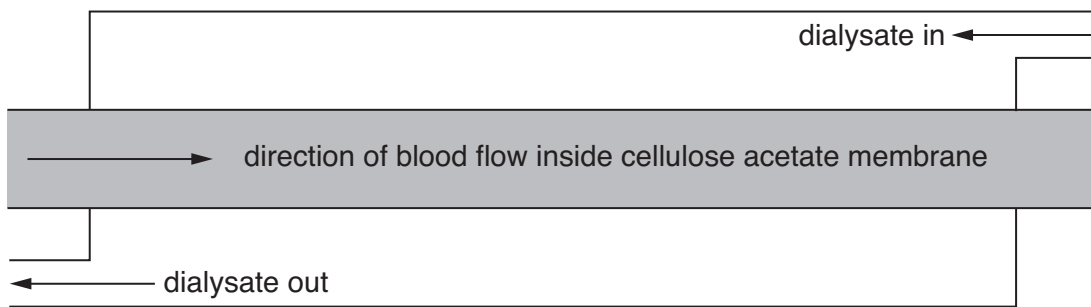 dialysate in
direction of blood flow inside cellulose acetate membrane
dialysate out